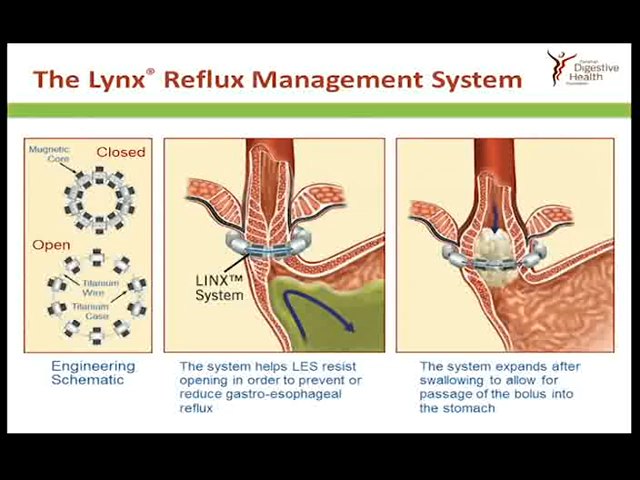 The Lynx® Reflux Management System
Digestive
Health
Magnetic
Core
Closed
Open
Titanium
Wire
Titanium
Case
LINX™
System
Engineering
Schematic
The system helps LES resist
opening in order to prevent or
reduce gastro-esophageal
reflux
The system expands after
swallowing to allow for
passage of the bolus into
the stomach